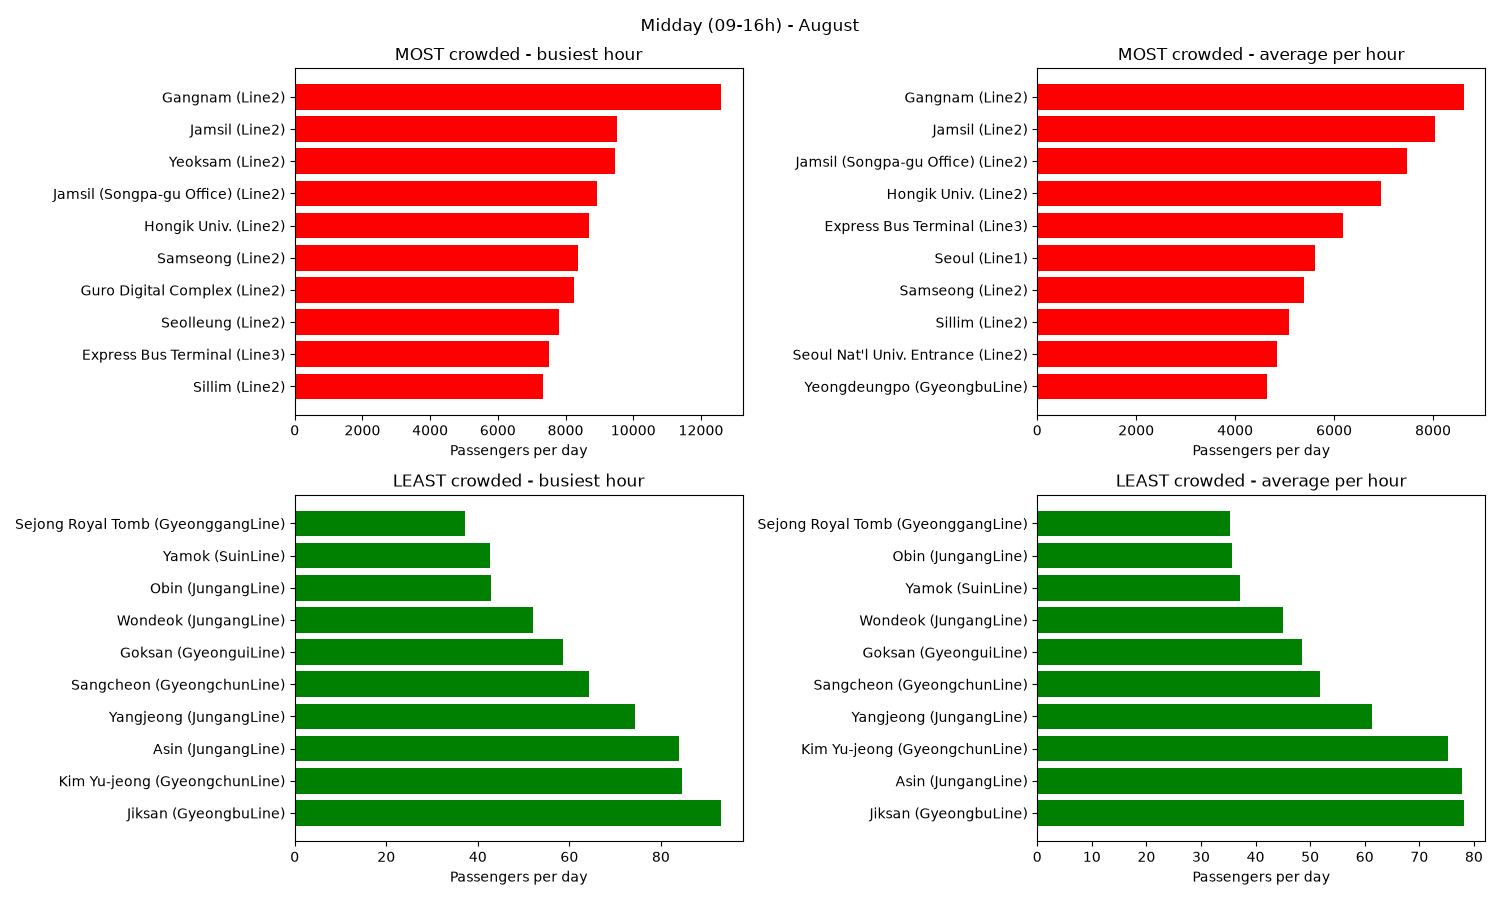 Midday (09-16h) - August
MOST crowded - busiest hour
Gangnam (Line2)
Jamsil (Line2)
Yeoksam (Line2)
Jamsil (Songpa-gu Office) (Line2)
Hongik Univ. (Line2)
Samseong (Line2)
Guro Digital Complex (Line2)
Seolleung (Line2)
Express Bus Terminal (Line3)
Sillim (Line2)
0 2000 4000 6000 8000 10000 12000
Passengers per day
MOST crowded - average per hour
Gangnam (Line2)
Jamsil (Line2)
Jamsil (Songpa-gu Office) (Line2)
Hongik Univ. (Line2)
Express Bus Terminal (Line3)
Seoul (Line1)
Samseong (Line2)
Sillim (Line2)
Seoul Nat'l Univ. Entrance (Line2)
Yeongdeungpo (GyeongbuLine)
0 2000 4000 6000 8000
Passengers per day
LEAST crowded - busiest hour
Sejong Royal Tomb (GyeonggangLine)
Yamok (SuinLine)
Obin (JungangLine)
Wondeok (JungangLine)
Goksan (GyeonguiLine)
Sangcheon (GyeongchunLine)
Yangjeong (JungangLine)
Asin (JungangLine)
Kim Yu-jeong (GyeongchunLine)
Jiksan (GyeongbuLine)
0 20 40 60 80
Passengers per day
LEAST crowded - average per hour
Sejong Royal Tomb (GyeonggangLine)
Obin (JungangLine)
Yamok (SuinLine)
Wondeok (JungangLine)
Goksan (GyeonguiLine)
Sangcheon (GyeongchunLine)
Yangjeong (JungangLine)
Kim Yu-jeong (GyeongchunLine)
Asin (JungangLine)
Jiksan (GyeongbuLine)
0 10 20 30 40 50 60 70 80
Passengers per day